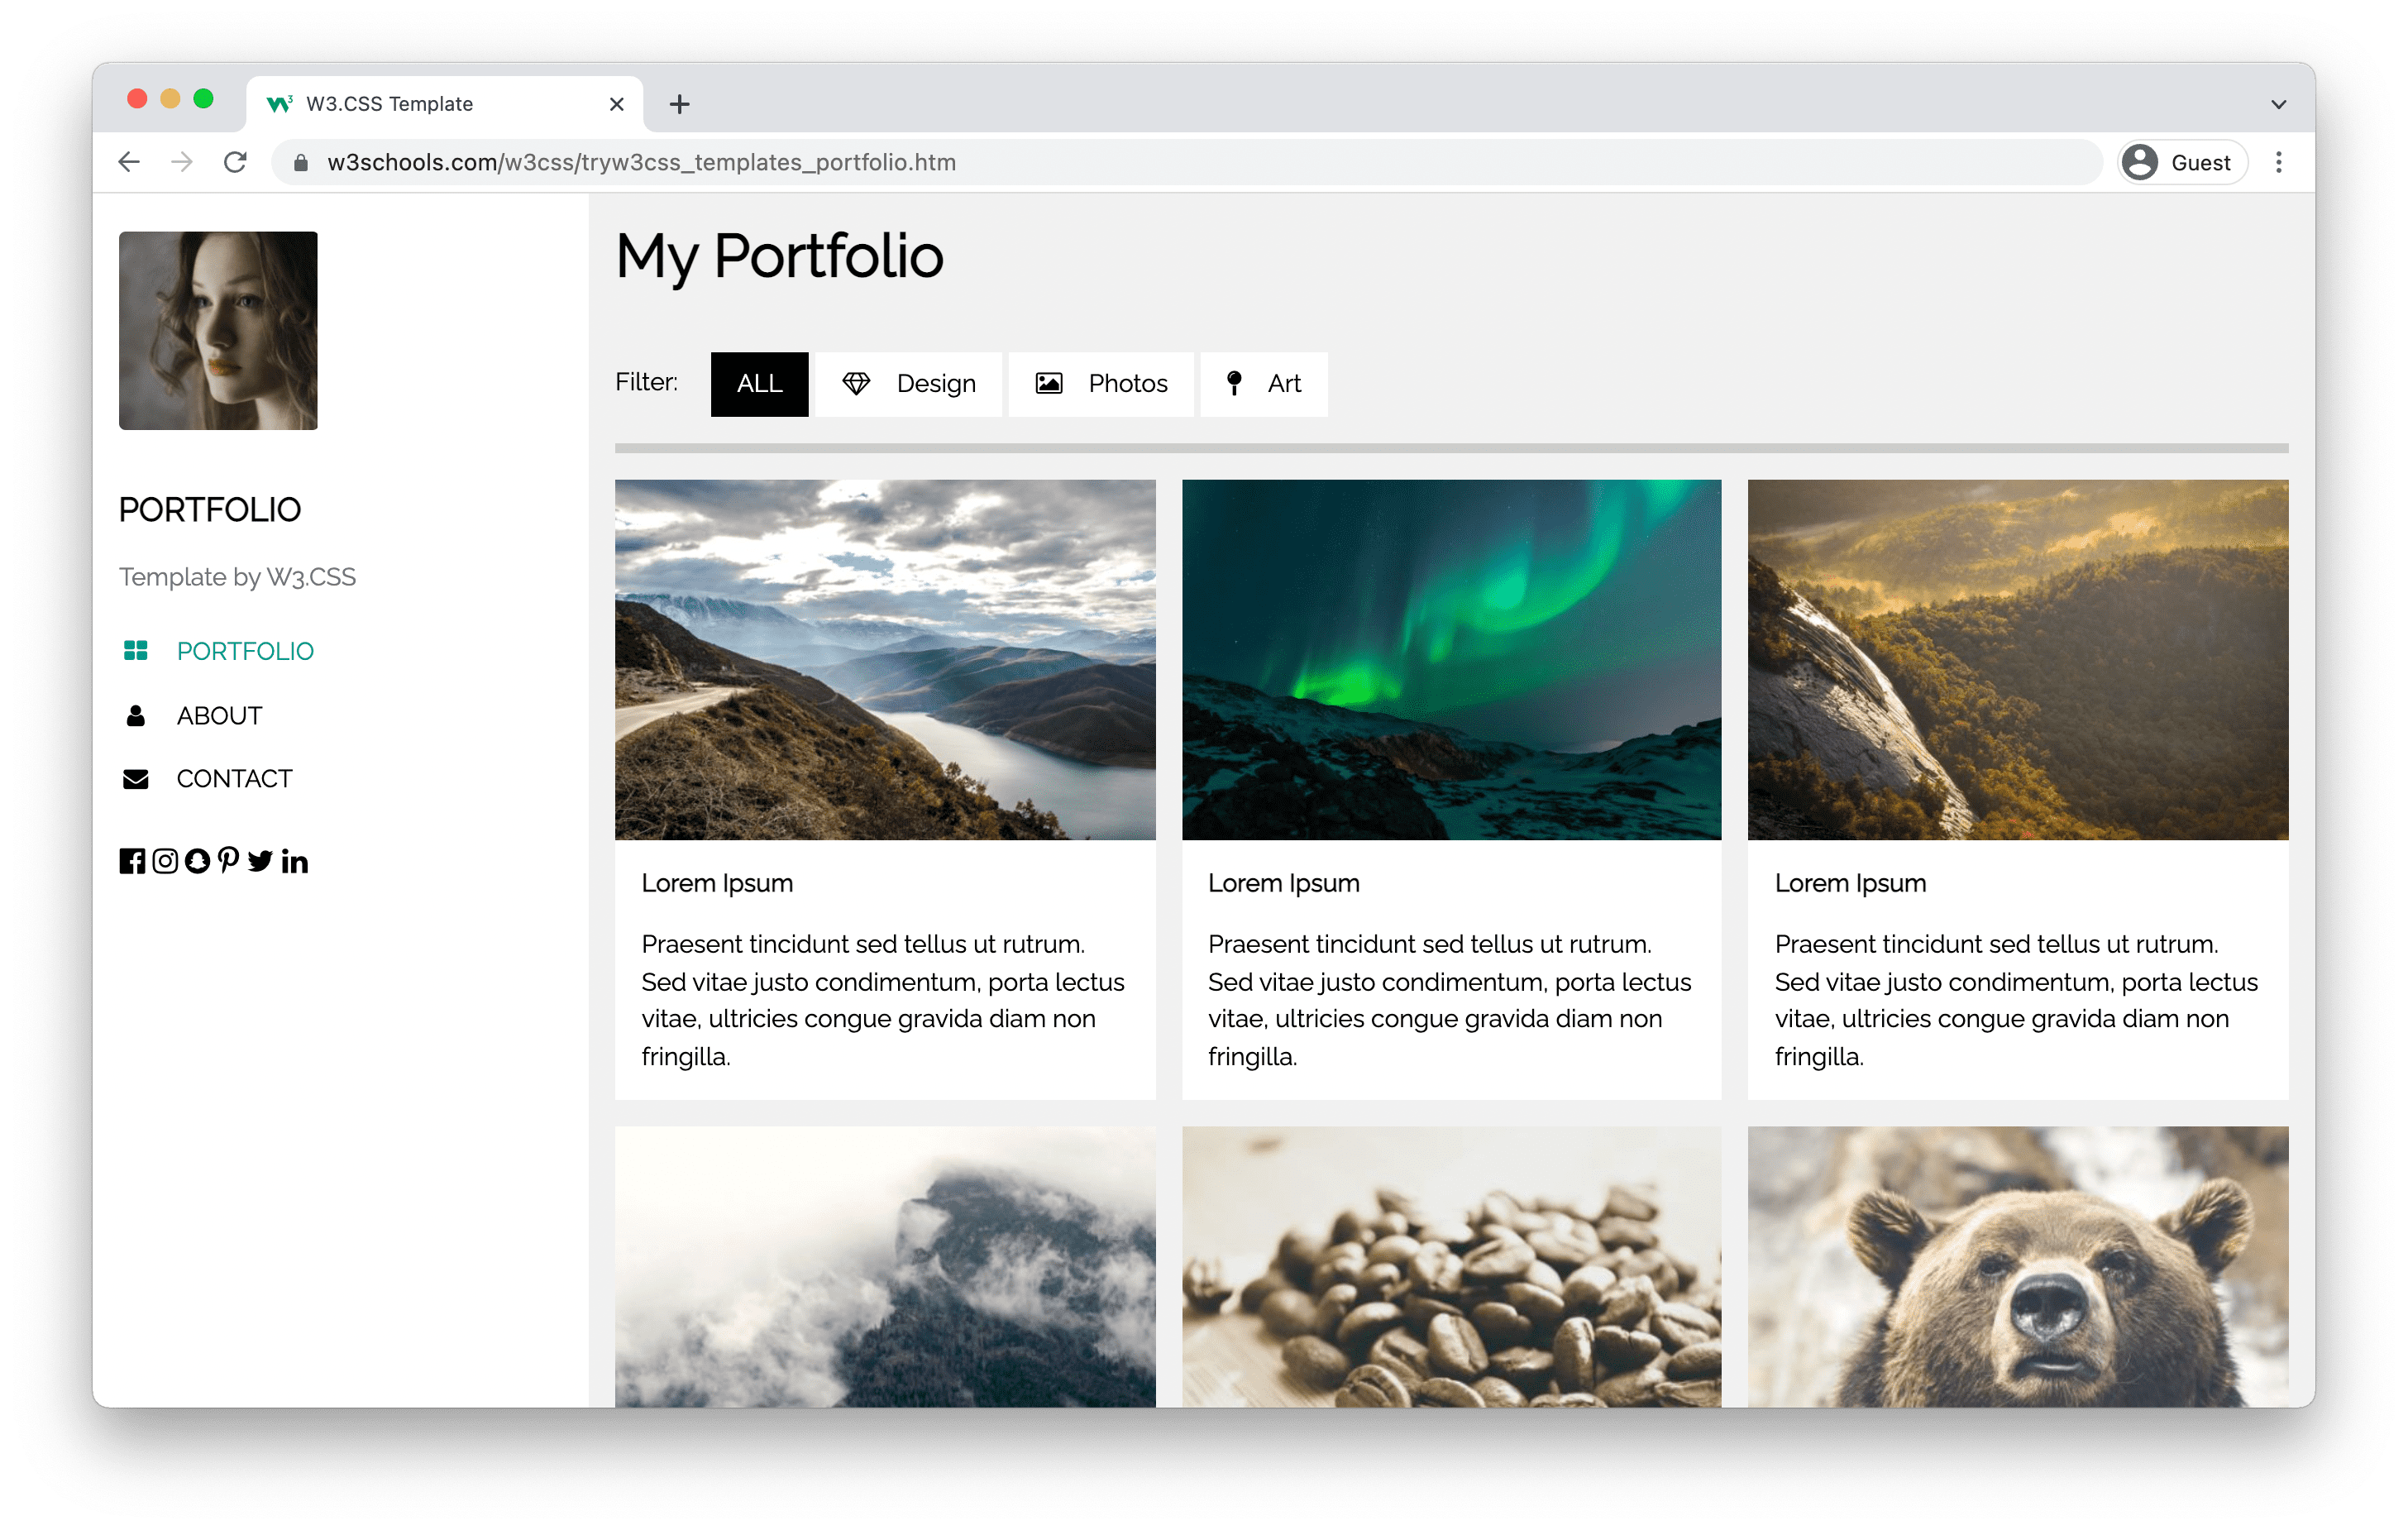 W3.CSS Template
w3schools.com/w3css/tryw3css_templates_portfolio.htm
Guest
PORTFOLIO
Template by W3.CSS
PORTFOLIO
ABOUT
CONTACT
My Portfolio
Filter: ALL Design Photos Art
Lorem Ipsum
Praesent tincidunt sed tellus ut rutrum.
Sed vitae justo condimentum, porta lectus
vitae, ultricies congue gravida diam non
fringilla.
Lorem Ipsum
Praesent tincidunt sed tellus ut rutrum.
Sed vitae justo condimentum, porta lectus
vitae, ultricies congue gravida diam non
fringilla.
Lorem Ipsum
Praesent tincidunt sed tellus ut rutrum.
Sed vitae justo condimentum, porta lectus
vitae, ultricies congue gravida diam non
fringilla.